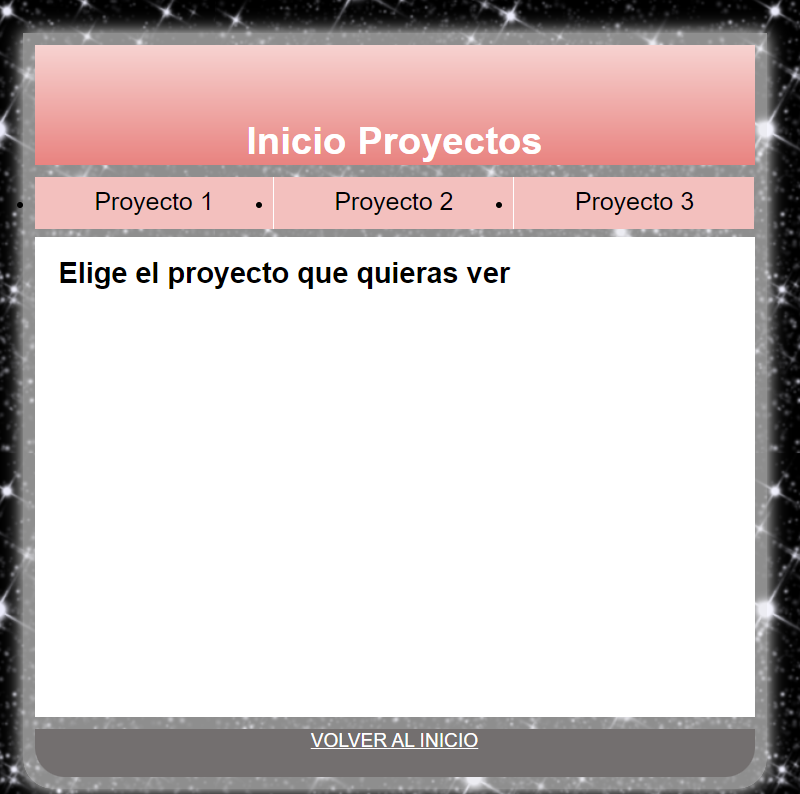 Inicio Proyectos
Proyecto 1 Proyecto 2 Proyecto 3
Elige el proyecto que quieras ver
VOLVER AL INICIO